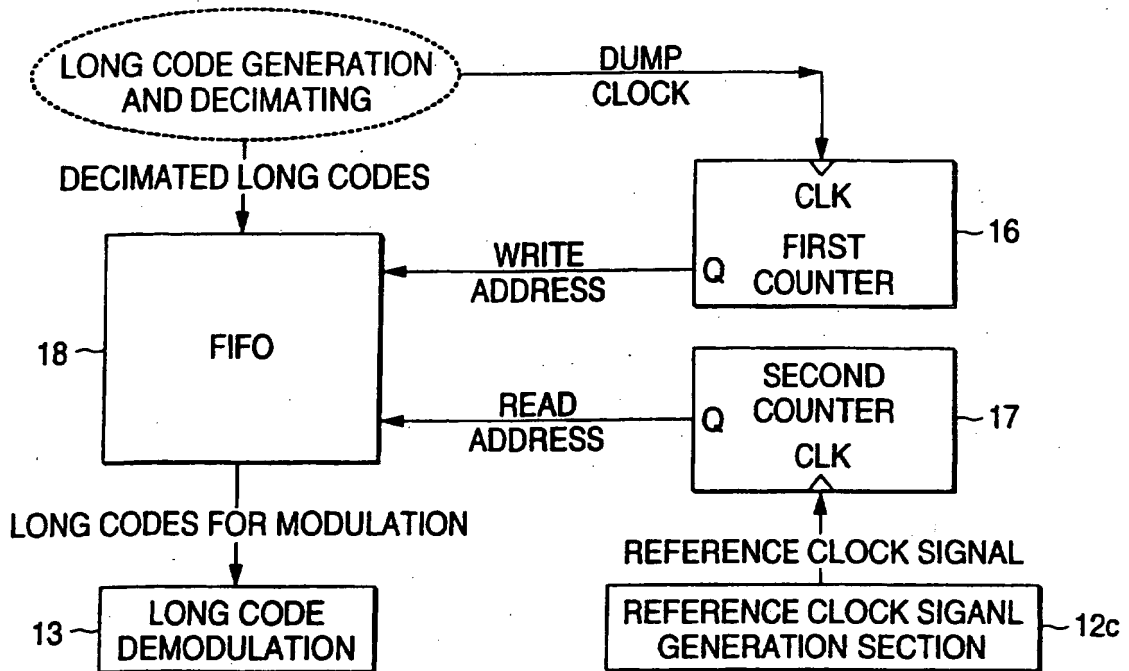 LONG CODE GENERATION
AND DECIMATING
DUMP
CLOCK
DECIMATED LONG CODES
CLK
FIRST
COUNTER
Q
16
WRITE
ADDRESS
FIFO
18
SECOND
COUNTER
Q
CLK
17
READ
ADDRESS
LONG CODES FOR MODULATION
REFERENCE CLOCK SIGNAL
LONG CODE
DEMODULATION
13
REFERENCE CLOCK SIGANL
GENERATION SECTION
12c